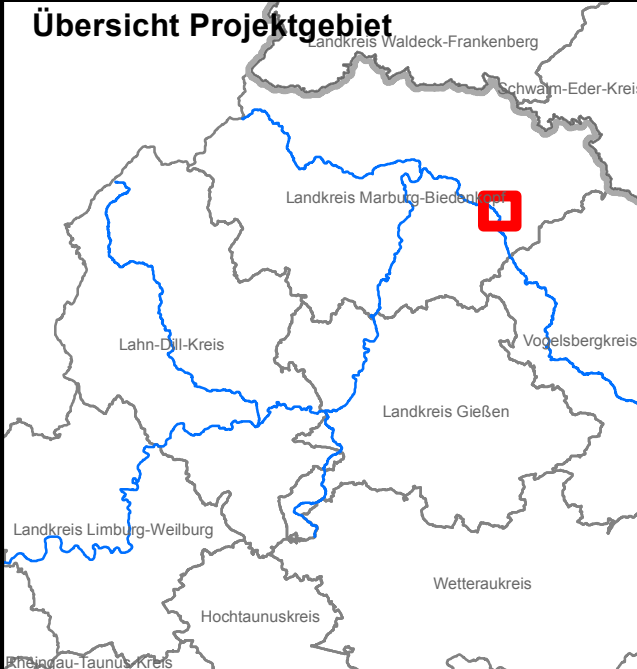 Übersicht Projektgebiet
Landkreis Waldeck-Frankenberg
Schwalm-Eder-Kreis
Landkreis Marburg-Biedenkopf
Lahn-Dill-Kreis
Vogelsbergkreis
Landkreis Gießen
Landkreis Limburg-Weilburg
Wetteraukreis
Hochtaunuskreis
Rheingau-Taunus-Kreis